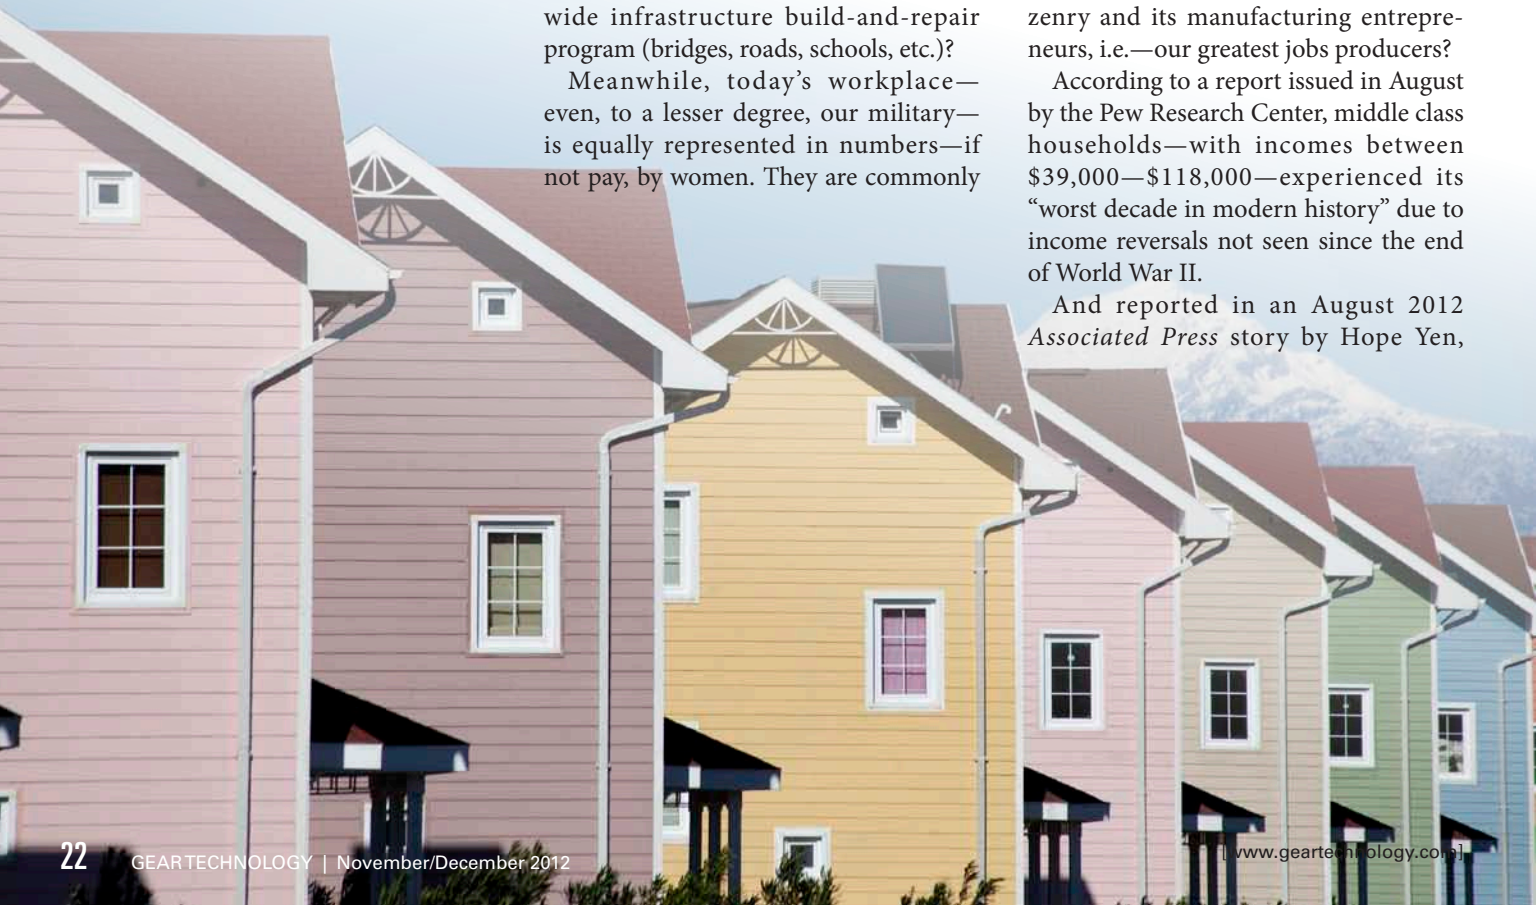 wide infrastructure build-and-repair
program (bridges, roads, schools, etc.)?
Meanwhile, today’s workplace—
even, to a lesser degree, our military—
is equally represented in numbers—if
not pay, by women. They are commonly
zenry and its manufacturing entrepre-
neurs, i.e.—our greatest jobs producers?
According to a report issued in August
by the Pew Research Center, middle class
households—with incomes between
$39,000—$118,000—experienced its
“worst decade in modern history” due to
income reversals not seen since the end
of World War II.
And reported in an August 2012
Associated Press story by Hope Yen,
22 GEARTECHNOLOGY | November/December 2012
[www.geartechnology.com]